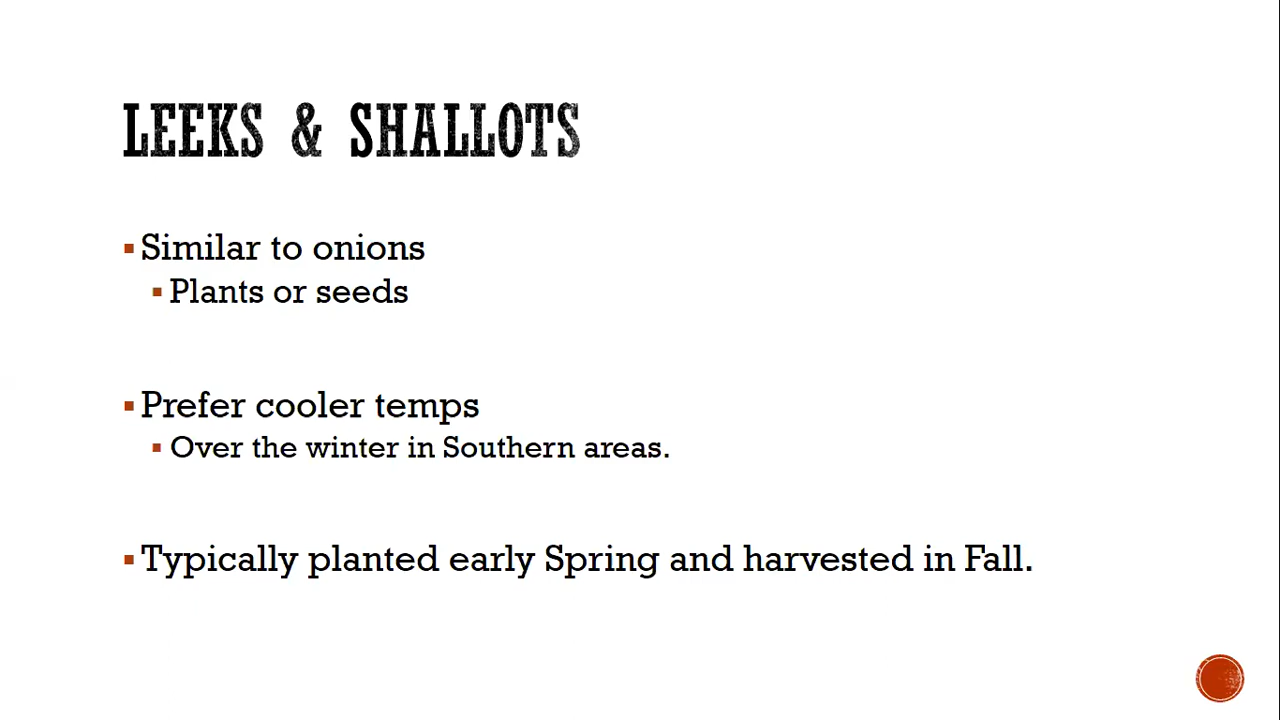 LEEKS & SHALLOTS
Similar to onions
Plants or seeds
Prefer cooler temps
Over the winter in Southern areas.
Typically planted early Spring and harvested in Fall.